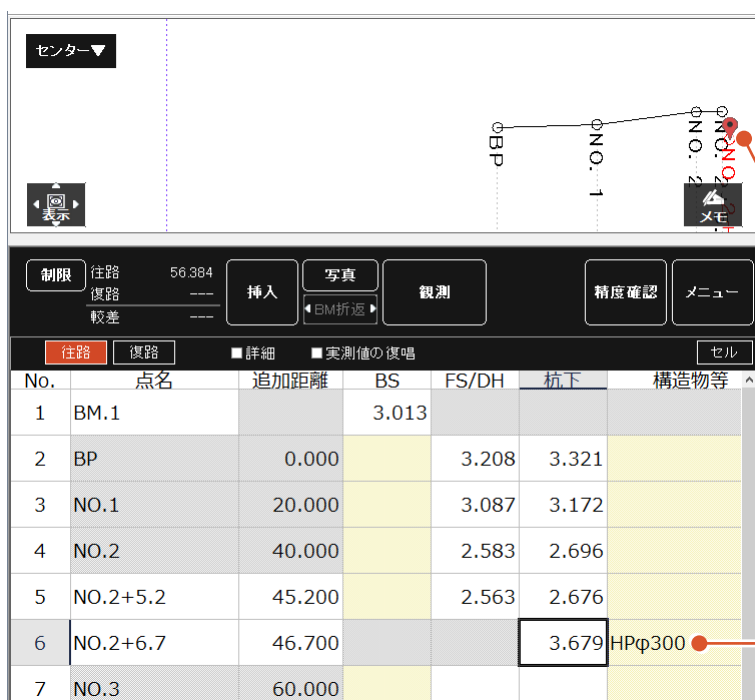 センター▼
BP
NO. 1
NO. 2
表示
メモ
制限
往路 56.384
復路 ---
較差 ---
挿入
写真
BM折返
観測
精度確認
メニュー
往路 復路 ■詳細 ■実測値の復唱 セル
No. 点名 追加距離 BS FS/DH 杭下 構造物等
1 BM.1 3.013
2 BP 0.000 3.208 3.321
3 NO.1 20.000 3.087 3.172
4 NO.2 40.000 2.583 2.696
5 NO.2+5.2 45.200 2.563 2.676
6 NO.2+6.7 46.700 3.679 HPφ300
7 NO.3 60.000